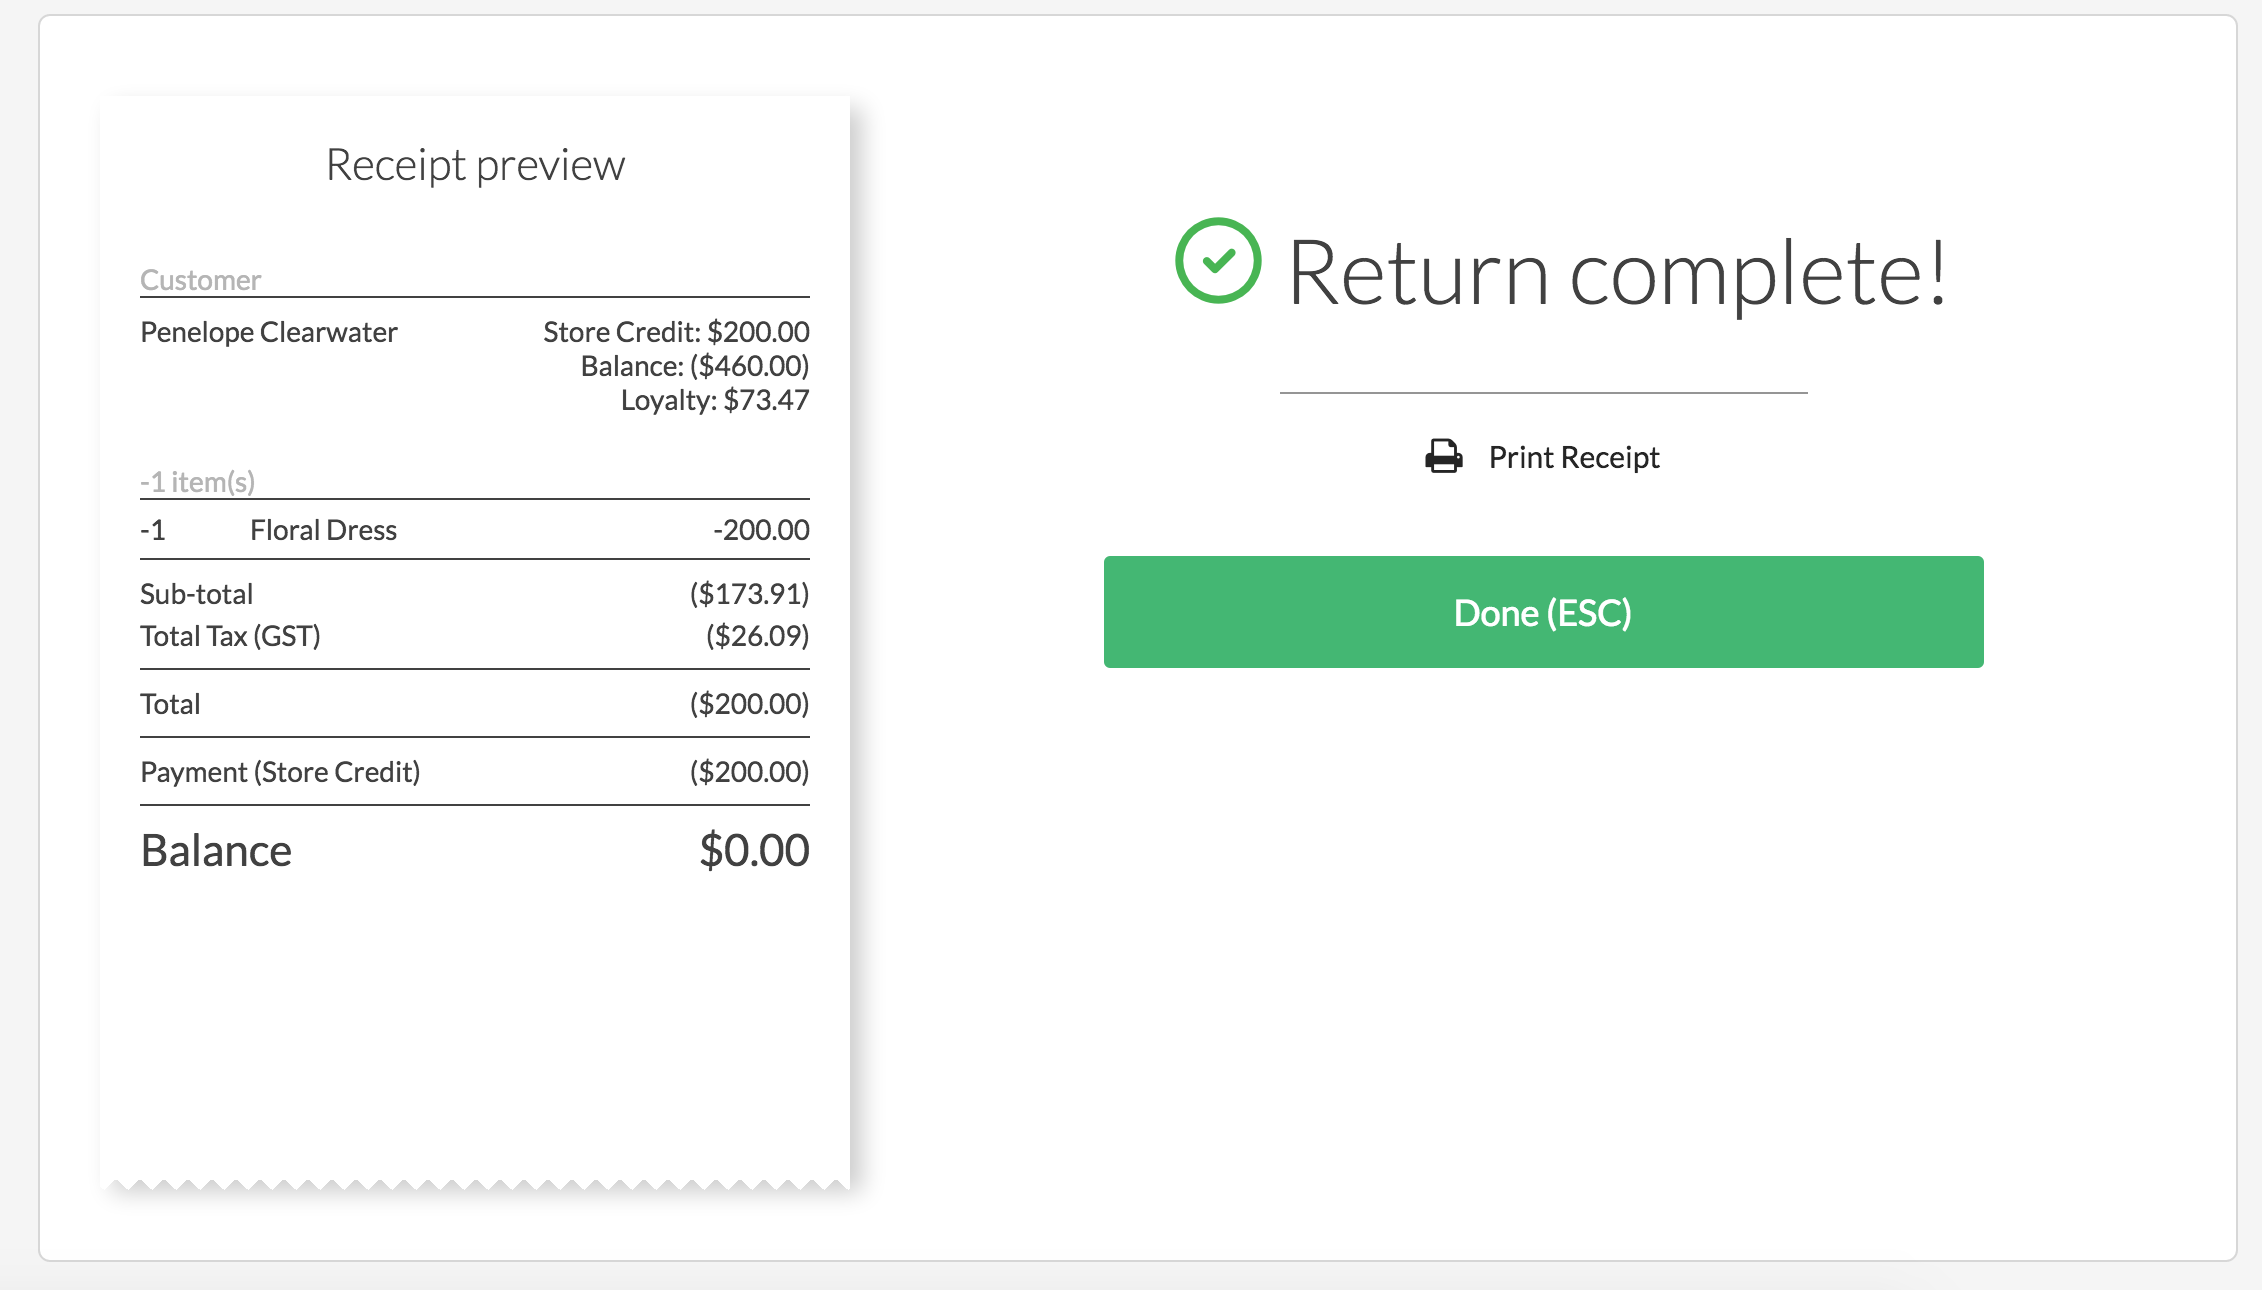 Receipt preview
Customer
Penelope Clearwater Store Credit: $200.00
Balance: ($460.00)
Loyalty: $73.47
-1 item(s)
-1 Floral Dress -200.00
Sub-total ($173.91)
Total Tax (GST) ($26.09)
Total ($200.00)
Payment (Store Credit) ($200.00)
Balance $0.00
Return complete!
Print Receipt
Done (ESC)